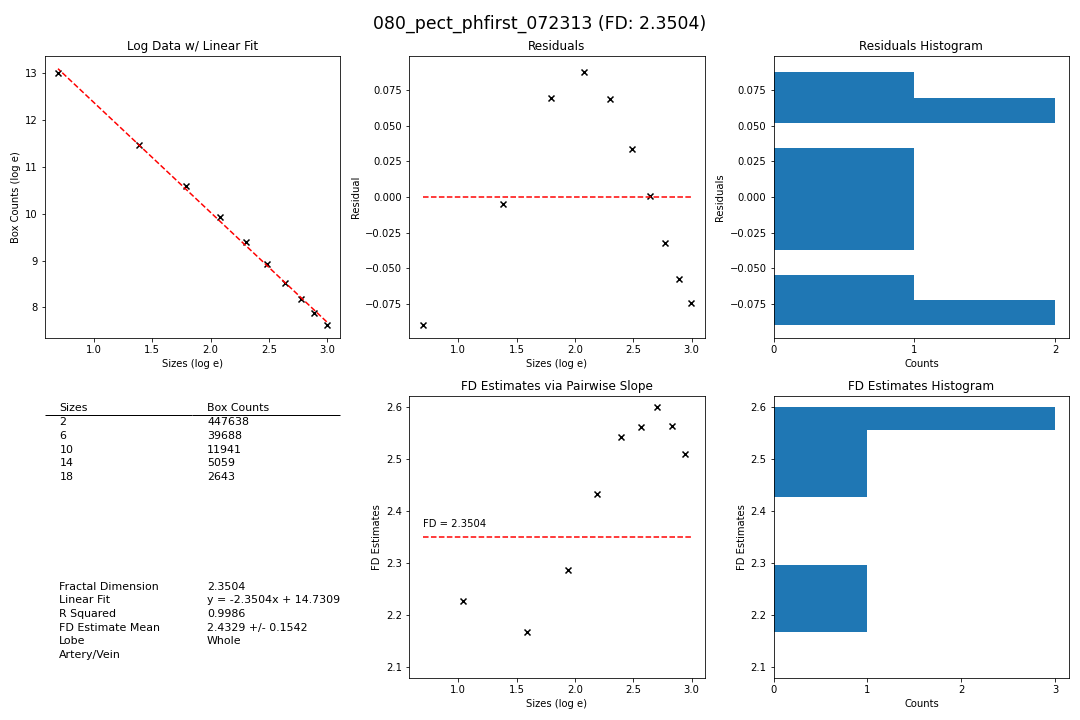 080_pect_phfirst_072313 (FD: 2.3504)
Log Data w/ Linear Fit
Box Counts (log e)
13
12
11
10
9
8
1.0 1.5 2.0 2.5 3.0
Sizes (log e)
Residuals
Residual
0.075
0.050
0.025
0.000
−0.025
−0.050
−0.075
1.0 1.5 2.0 2.5 3.0
Sizes (log e)
Residuals Histogram
Residuals
0.075
0.050
0.025
0.000
−0.025
−0.050
−0.075
0 1 2
Counts
Sizes Box Counts
2 447638
6 39688
10 11941
14 5059
18 2643
Fractal Dimension 2.3504
Linear Fit y = -2.3504x + 14.7309
R Squared 0.9986
FD Estimate Mean 2.4329 +/- 0.1542
Lobe Whole
Artery/Vein
FD Estimates via Pairwise Slope
FD Estimates
2.6
2.5
2.4
2.3
2.2
2.1
FD = 2.3504
1.0 1.5 2.0 2.5 3.0
Sizes (log e)
FD Estimates Histogram
FD Estimates
2.6
2.5
2.4
2.3
2.2
2.1
0 1 2 3
Counts